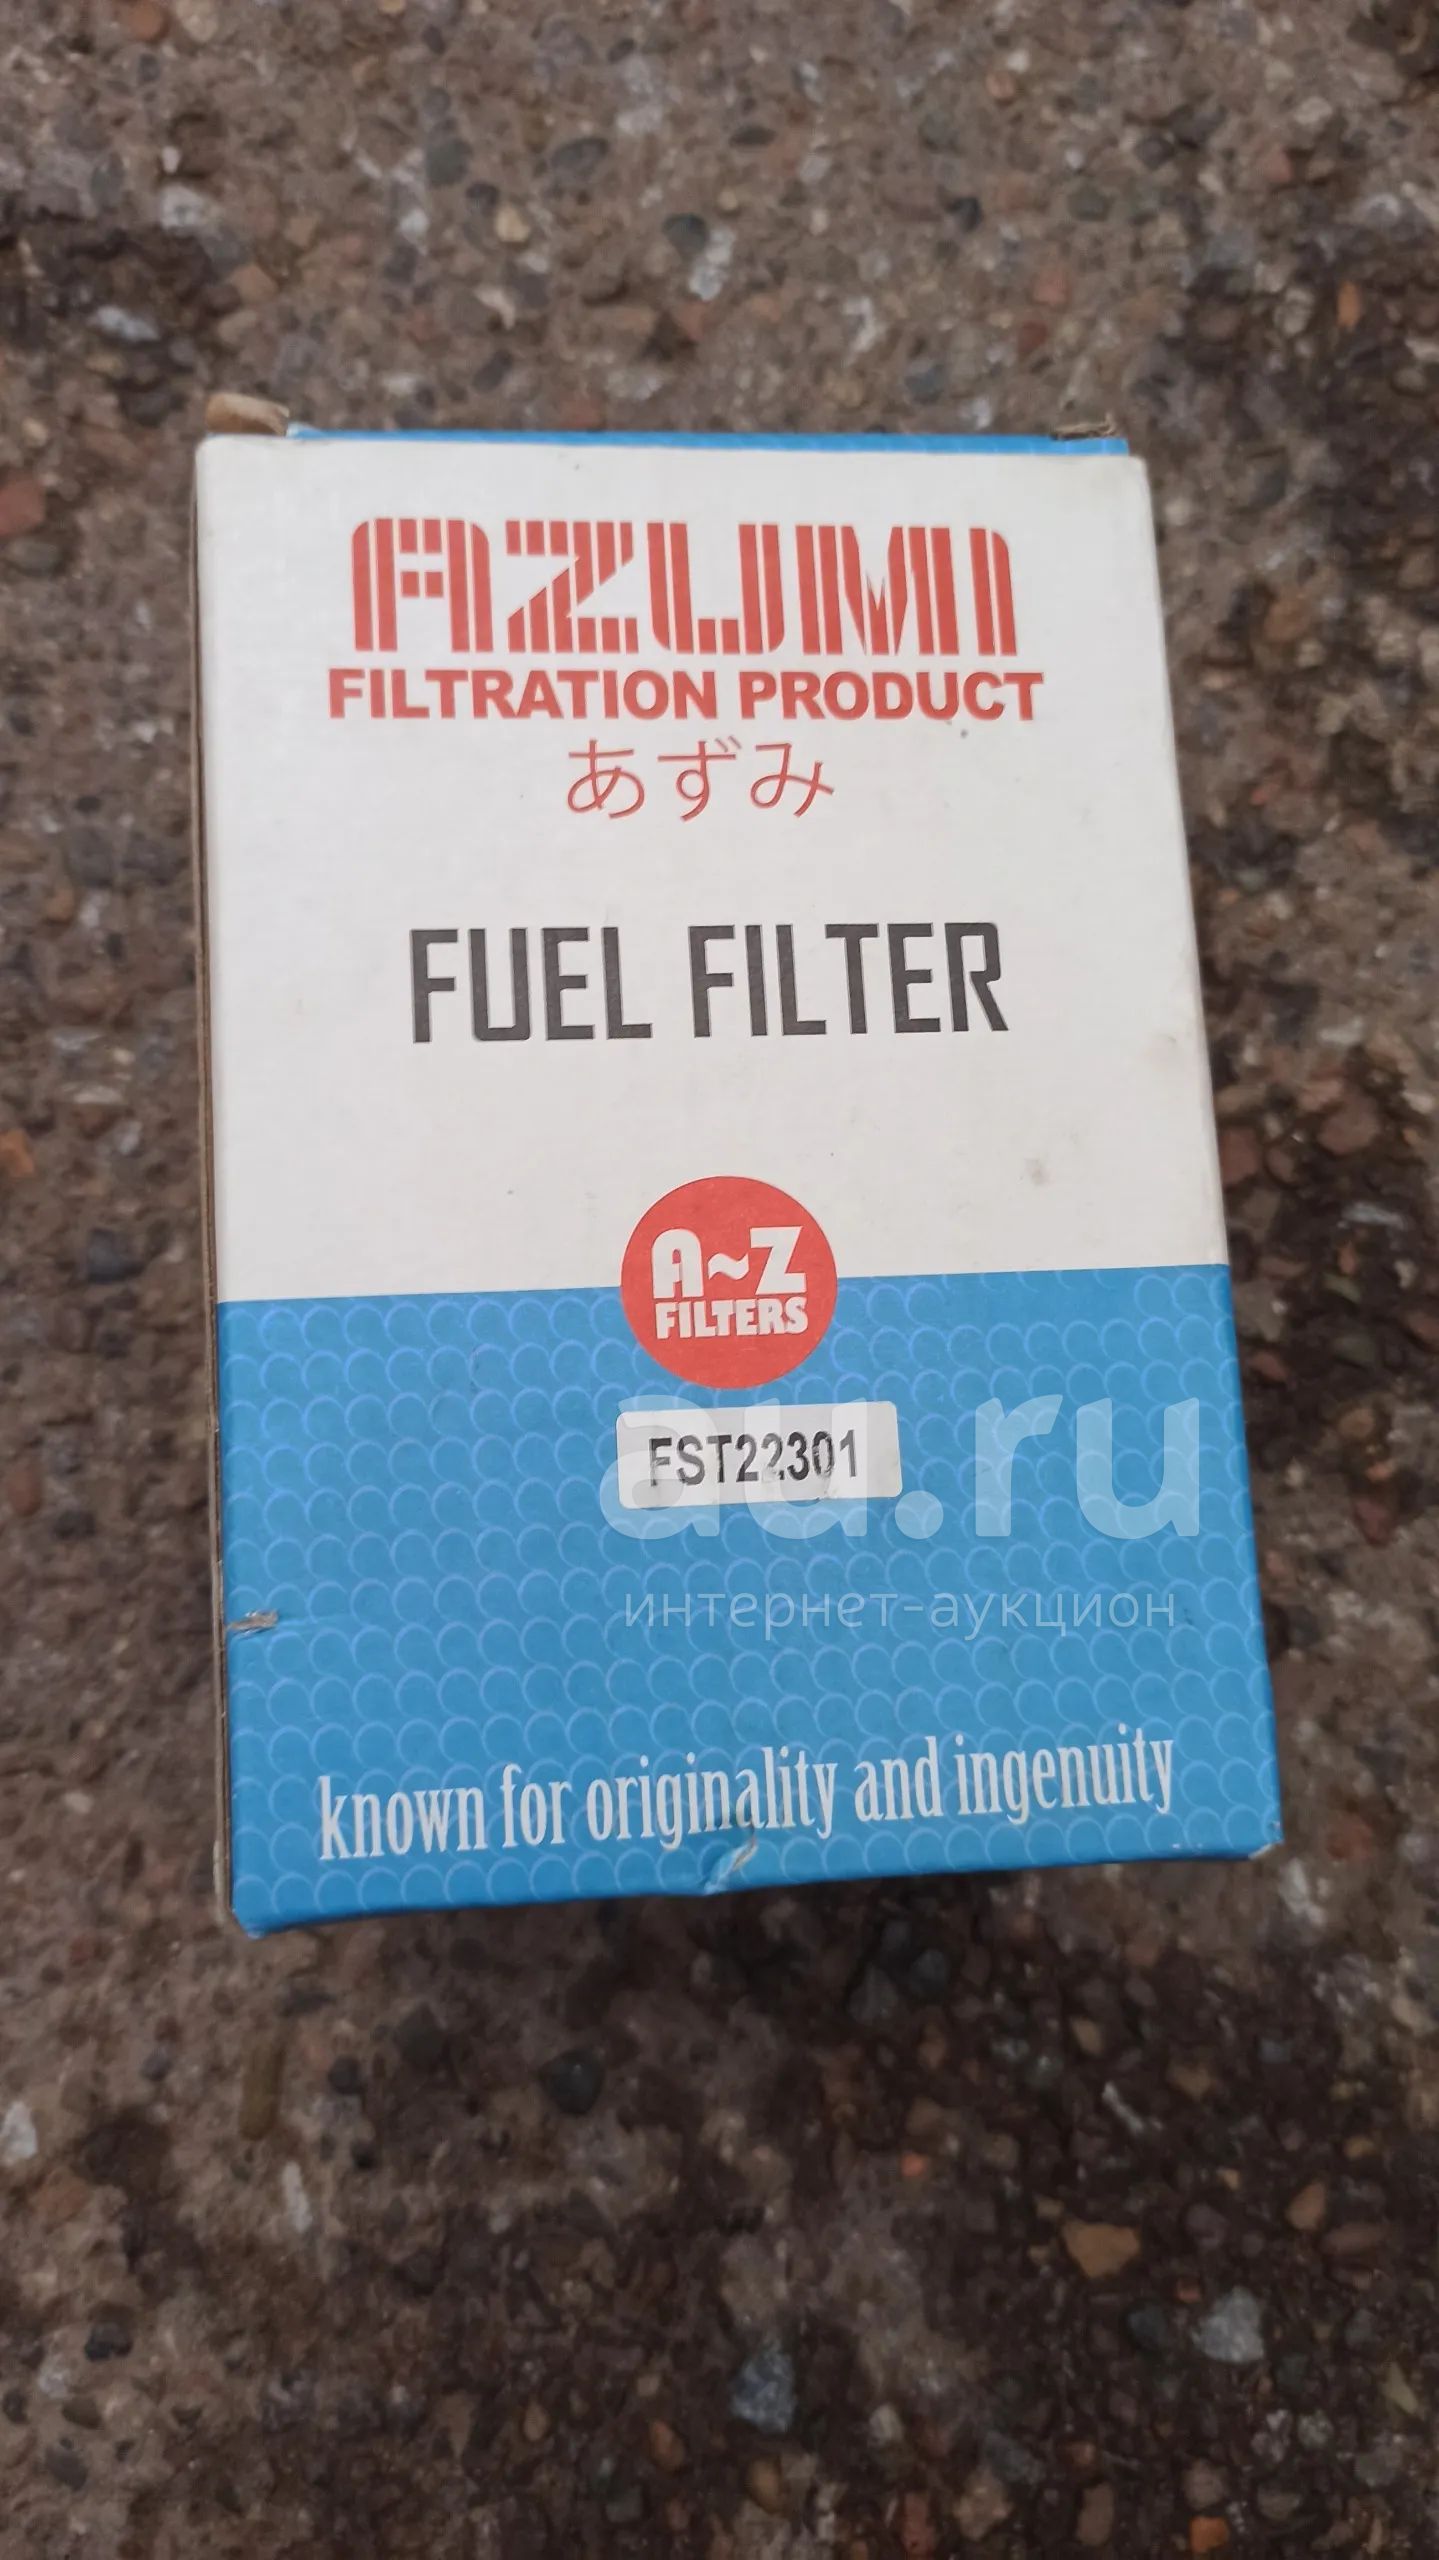 AZUMI
FILTRATION PRODUCT
あずみ
FUEL FILTER
A~Z
FILTERS
FST22301
au.ru
интернет-аукцион
known for originality and ingenuity